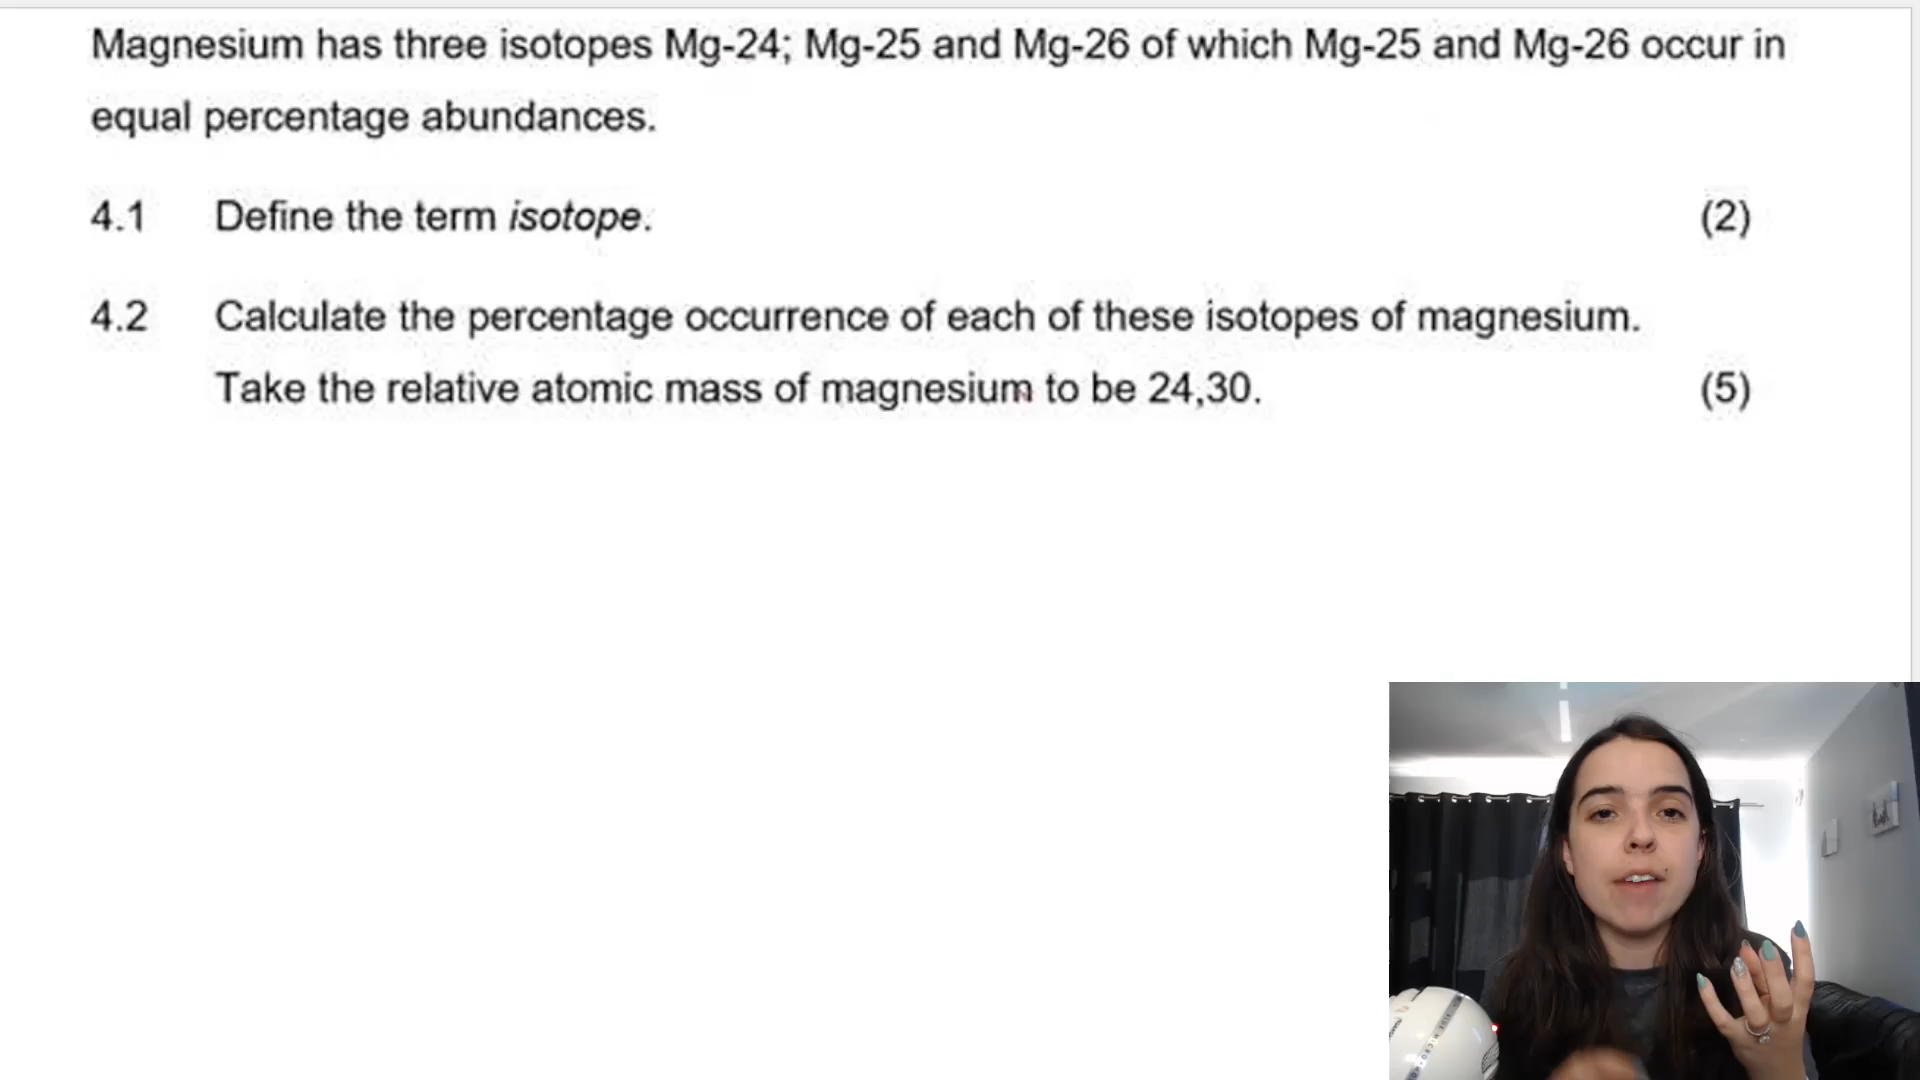 Magnesium has three isotopes Mg-24; Mg-25 and Mg-26 of which Mg-25 and Mg-26 occur in
equal percentage abundances.
4.1 Define the term isotope. (2)
4.2 Calculate the percentage occurrence of each of these isotopes of magnesium.
Take the relative atomic mass of magnesium to be 24,30. (5)